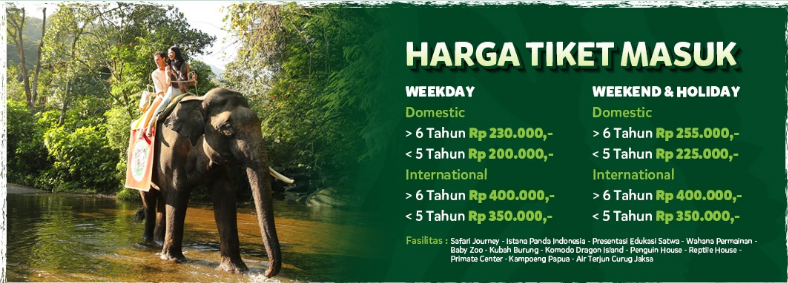 HARGA TIKET MASUK
WEEKDAY
Domestic
> 6 Tahun Rp 230.000,-
< 5 Tahun Rp 200.000,-
International
> 6 Tahun Rp 400.000,-
< 5 Tahun Rp 350.000,-
WEEKEND & HOLIDAY
Domestic
> 6 Tahun Rp 255.000,-
< 5 Tahun Rp 225.000,-
International
> 6 Tahun Rp 400.000,-
< 5 Tahun Rp 350.000,-
Fasilitas : Safari Journey - Istana Panda Indonesia - Presentasi Edukasi Satwa - Wahana Permainan -
Baby Zoo - Kubah Burung - Komodo Dragon Island - Penguin House - Reptile House -
Primate Center - Kampoeng Papua - Air Terjun Curug Jaksa